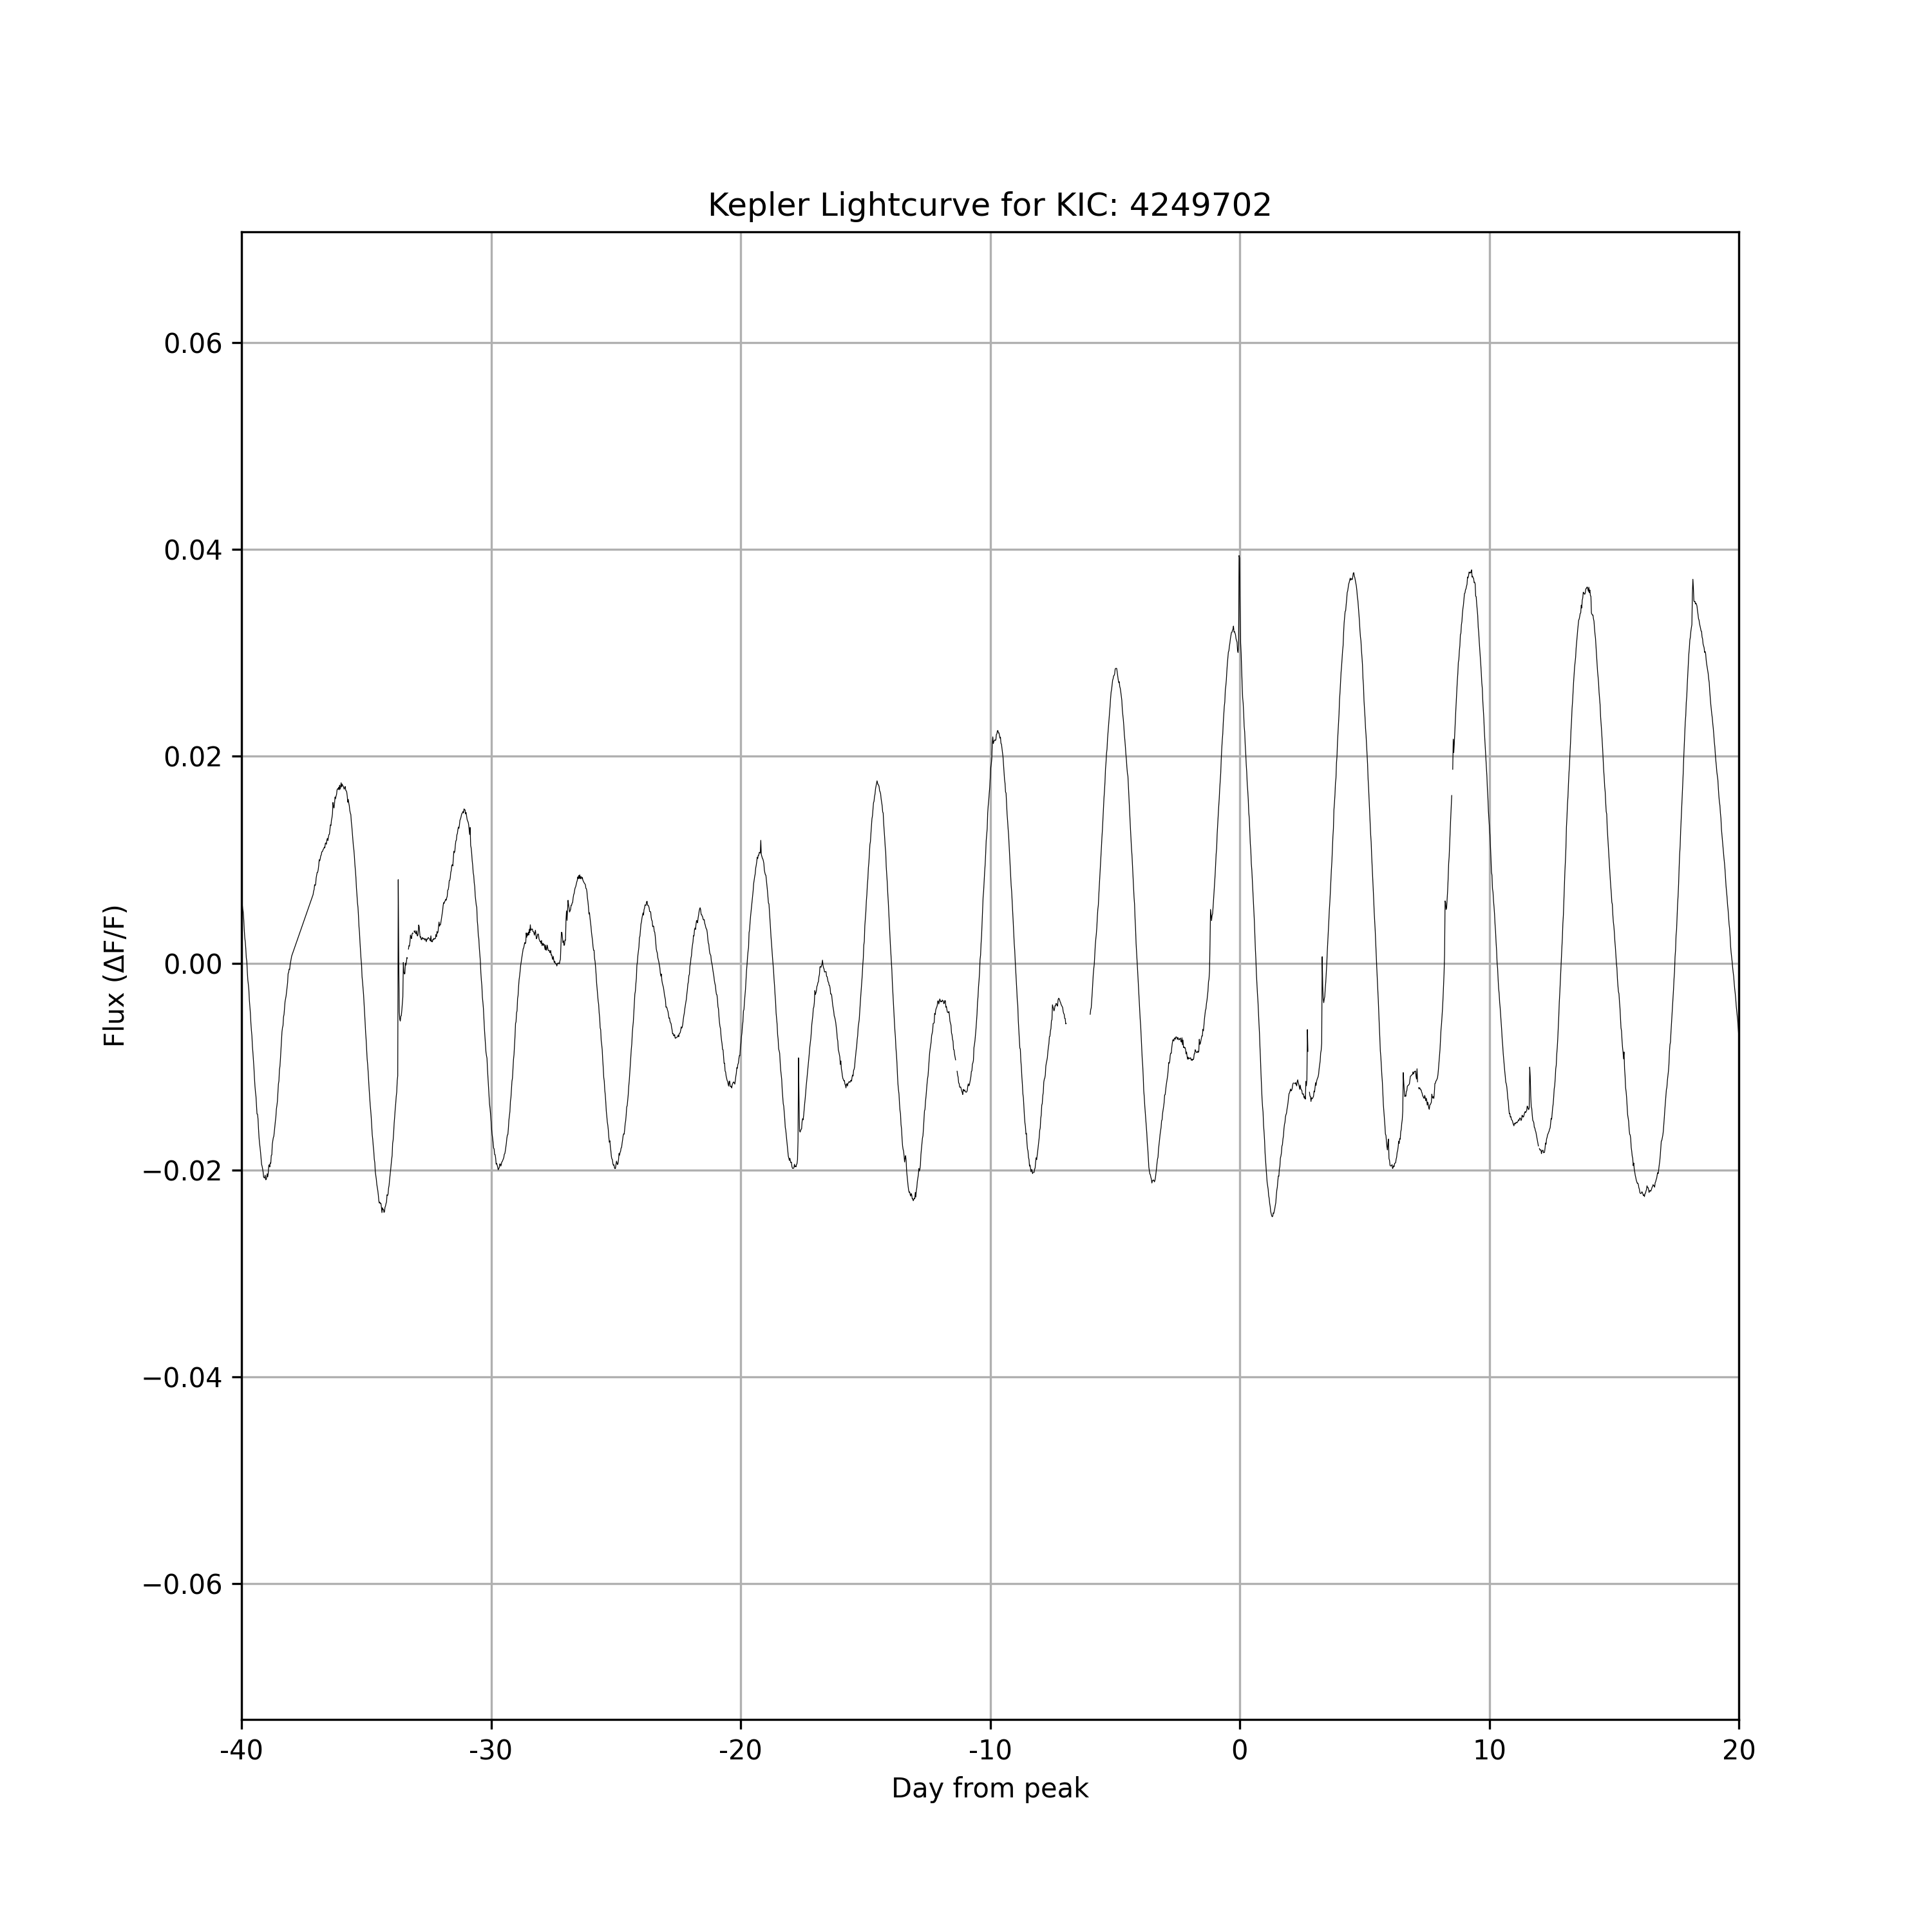 Kepler Lightcurve for KIC: 4249702
0.06
0.04
0.02
0.00
−0.02
−0.04
−0.06
Flux (ΔF/F)
-40 -30 -20 -10 0 10 20
Day from peak